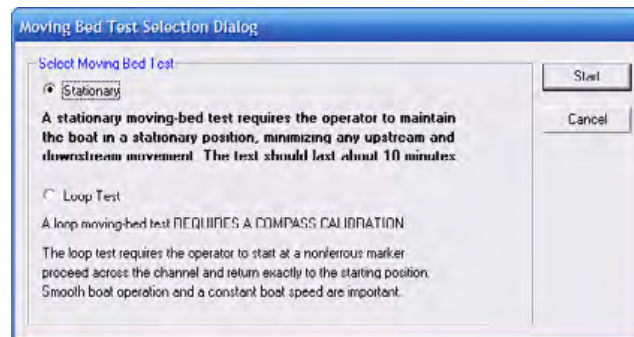 Moving Bed Test Selection Dialog
Select Moving Bed Test
Start
Stationary
A stationary moving-bed test requires the operator to maintain
Cancel
the boat in a stationary position, minimizing any upstream and
downstream movement. The test should last about 10 minutes
Loop Test
A loop moving-bed test REQUIRES A COMPASS CALIBRATION
The loop test requires the operator to start at a nonferrous marker
proceed across the channel and return exactly to the starting position.
Smooth boat operation and a constant boat speed are important.